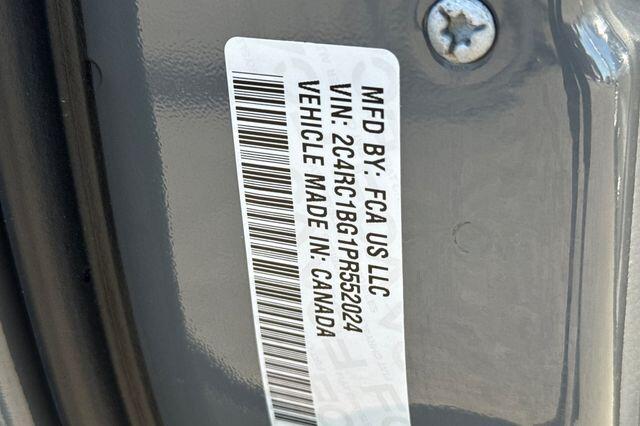 MFD BY: FCA US LLC
VIN: 2C4RC1BG1PR552024
VEHICLE MADE IN: CANADA